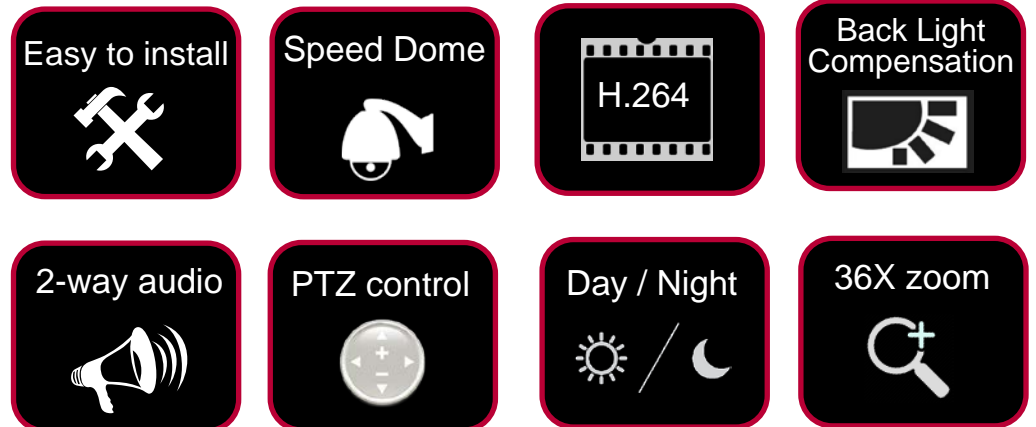 Easy to install
Speed Dome
H.264
Back Light
Compensation
2-way audio
PTZ control
Day / Night
36X zoom